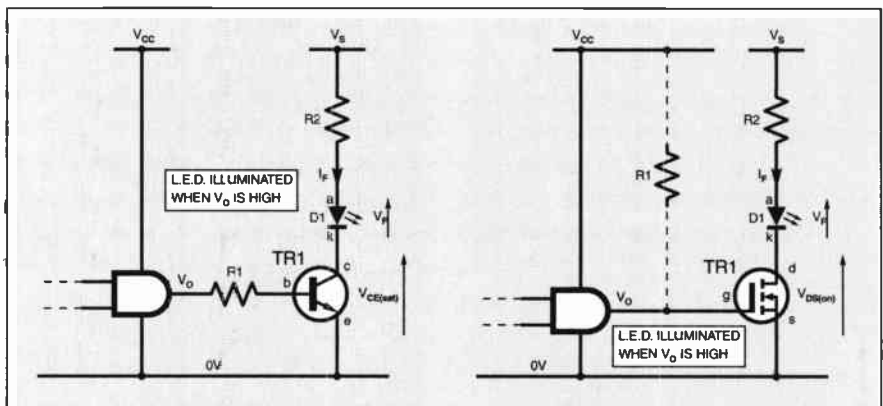 VCC
VS
R2
IF
L.E.D. ILLUMINATED
WHEN VO IS HIGH
a
D1
VF
k
TR1
c
VO
R1
b
VCE(sat)
e
0V
VCC
VS
R2
R1
IF
a
D1
VF
k
TR1
d
VO
g
VDS(on)
s
L.E.D. ILLUMINATED
WHEN VO IS HIGH
0V